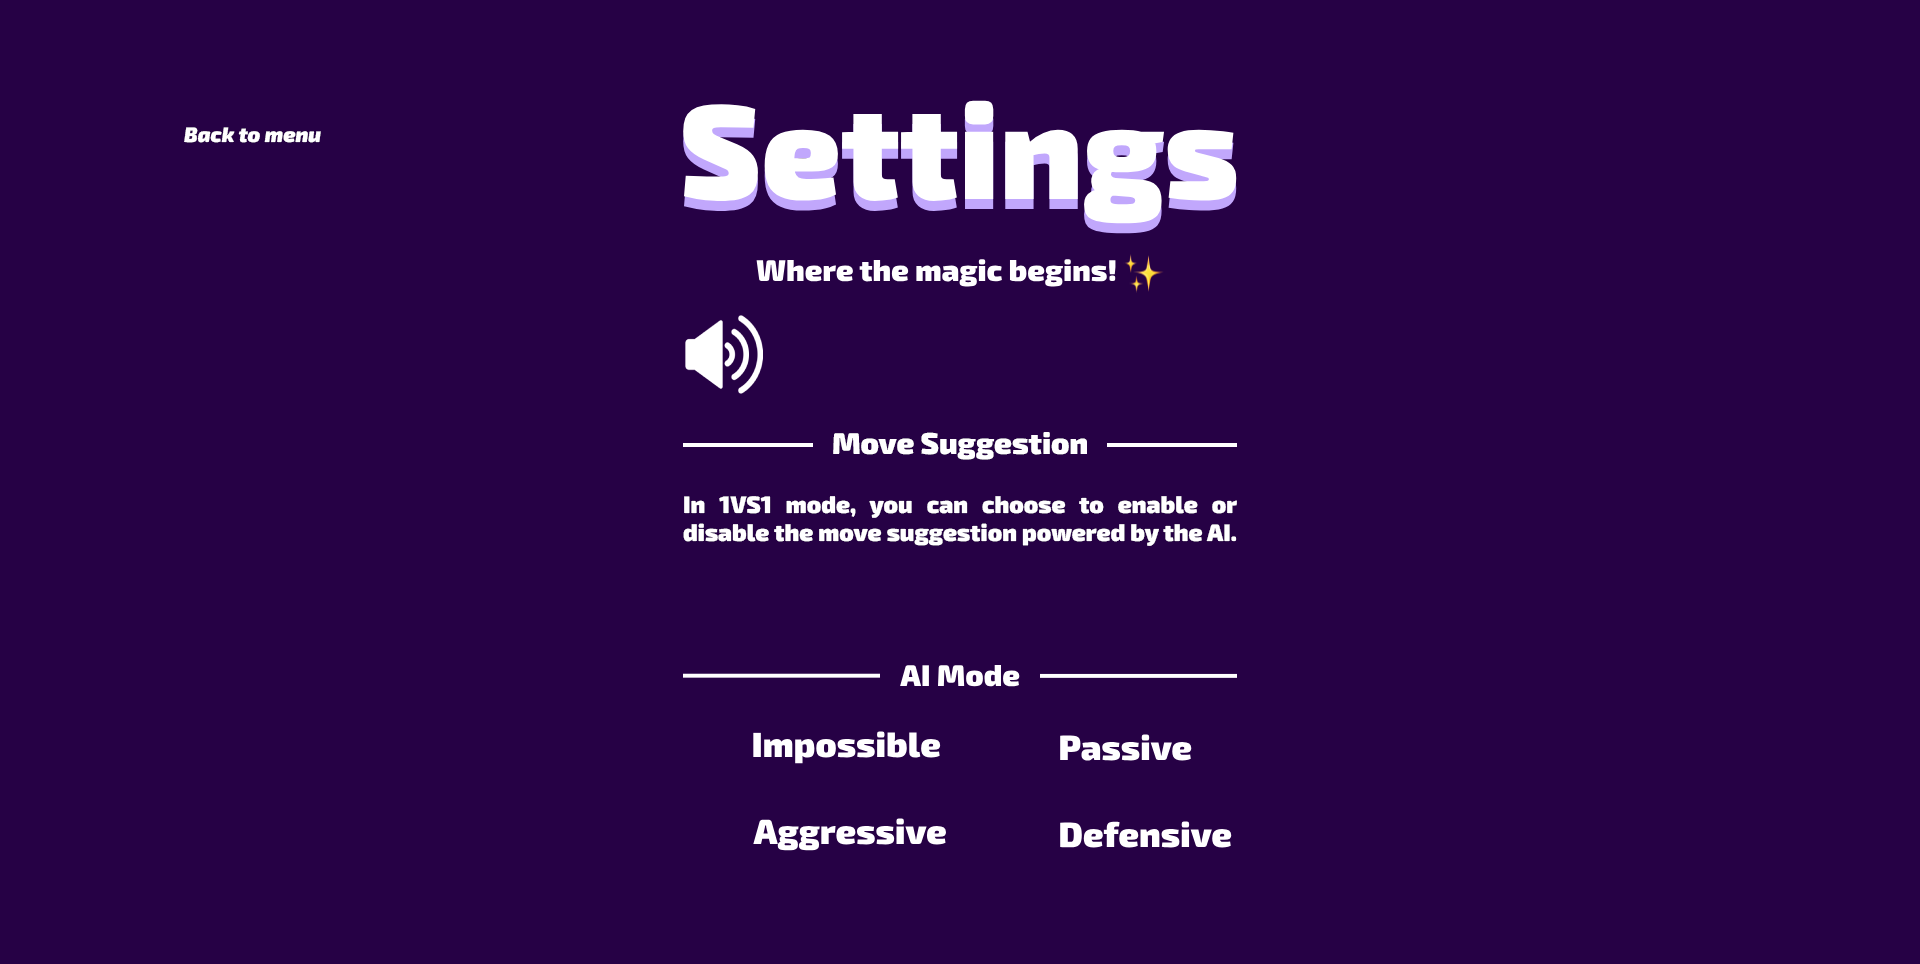 Back to menu
Settings
Where the magic begins! ✨
Move Suggestion
In 1VS1 mode, you can choose to enable or
disable the move suggestion powered by the AI.
AI Mode
Impossible
Passive
Aggressive
Defensive